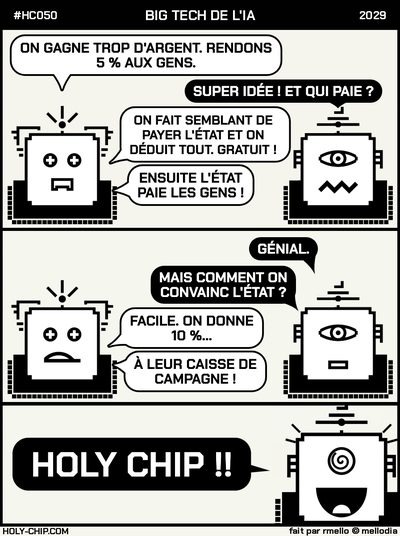 #HC050
BIG TECH DE L'IA
2029
ON GAGNE TROP D'ARGENT. RENDONS
5 % AUX GENS.
SUPER IDÉE ! ET QUI PAIE ?
ON FAIT SEMBLANT DE
PAYER L'ÉTAT ET ON
DÉDUIT TOUT. GRATUIT !
ENSUITE L'ÉTAT
PAIE LES GENS !
GÉNIAL.
MAIS COMMENT ON
CONVAINC L'ÉTAT ?
FACILE. ON DONNE
10 %...
À LEUR CAISSE DE
CAMPAGNE !
HOLY CHIP !!
HOLY-CHIP.COM
fait par rmello © mellodia